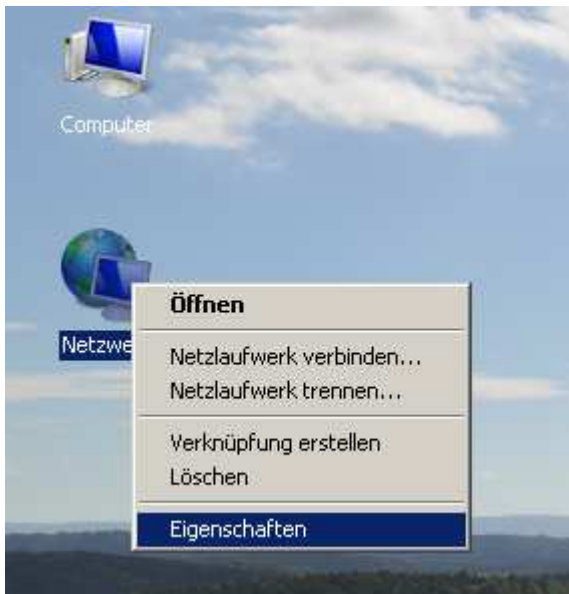 Computer
Netzwe
Öffnen
Netzlaufwerk verbinden...
Netzlaufwerk trennen...
Verknüpfung erstellen
Löschen
Eigenschaften